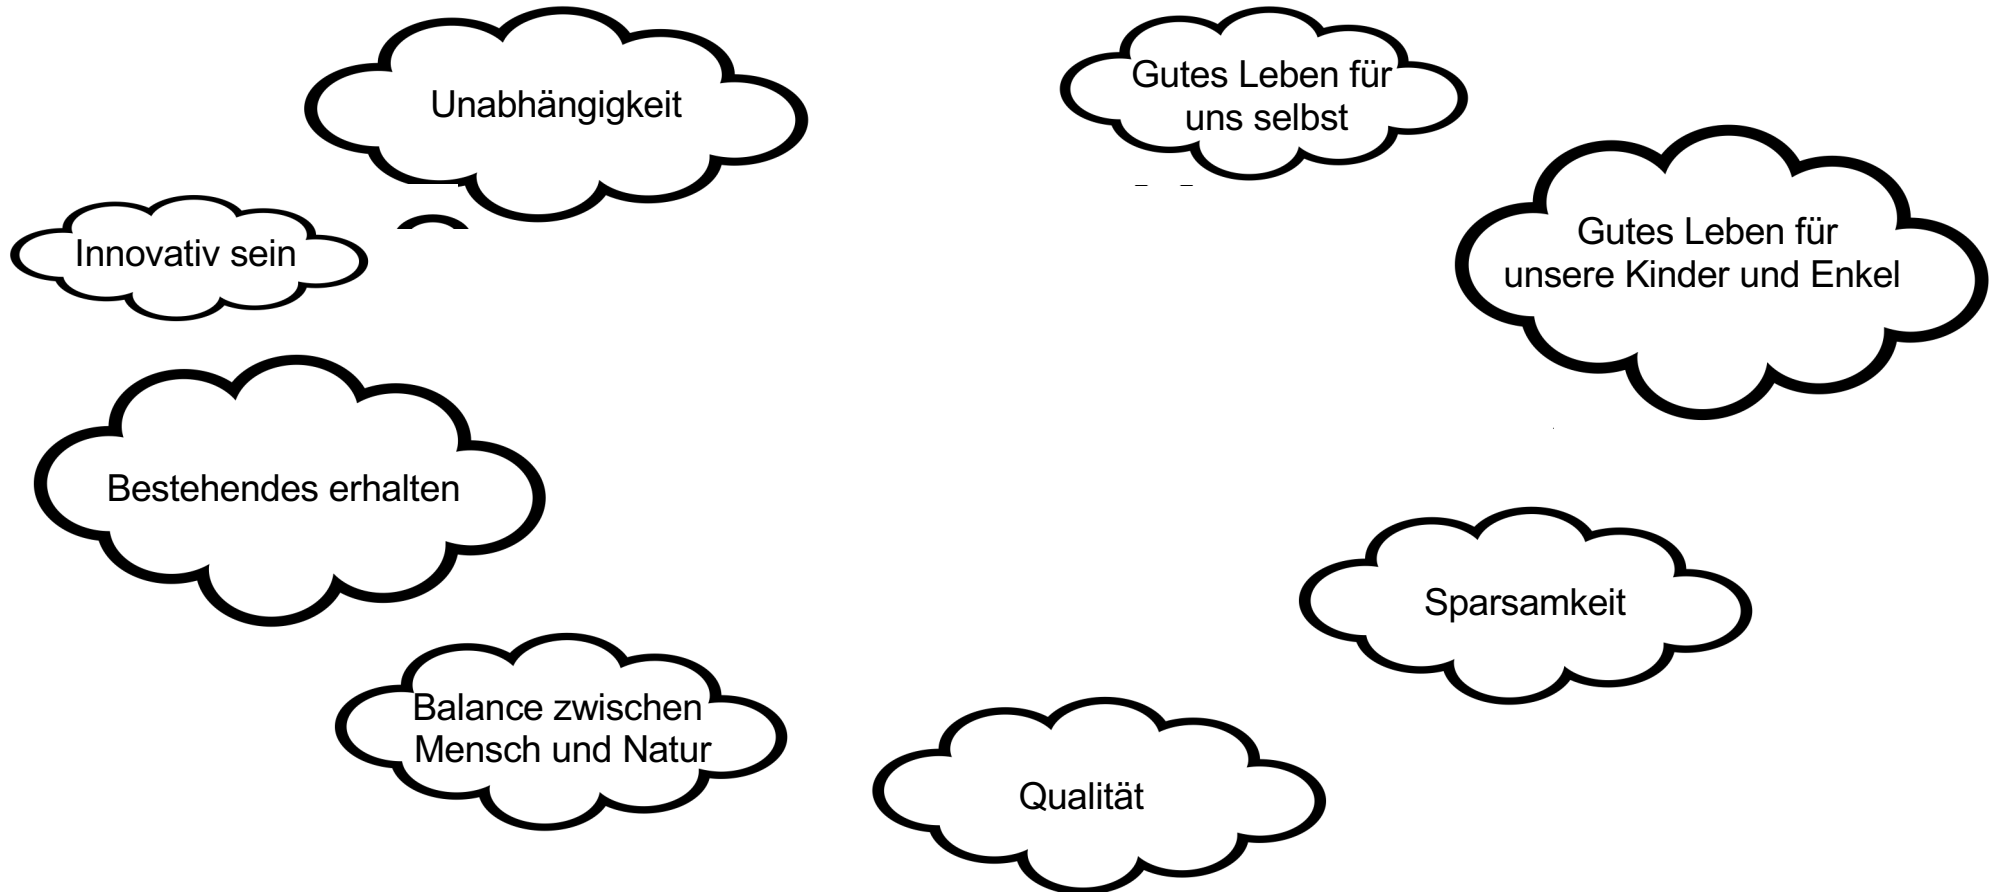 Unabhängigkeit
Gutes Leben für
uns selbst
Gutes Leben für
unsere Kinder und Enkel
Innovativ sein
Bestehendes erhalten
Sparsamkeit
Balance zwischen
Mensch und Natur
Qualität